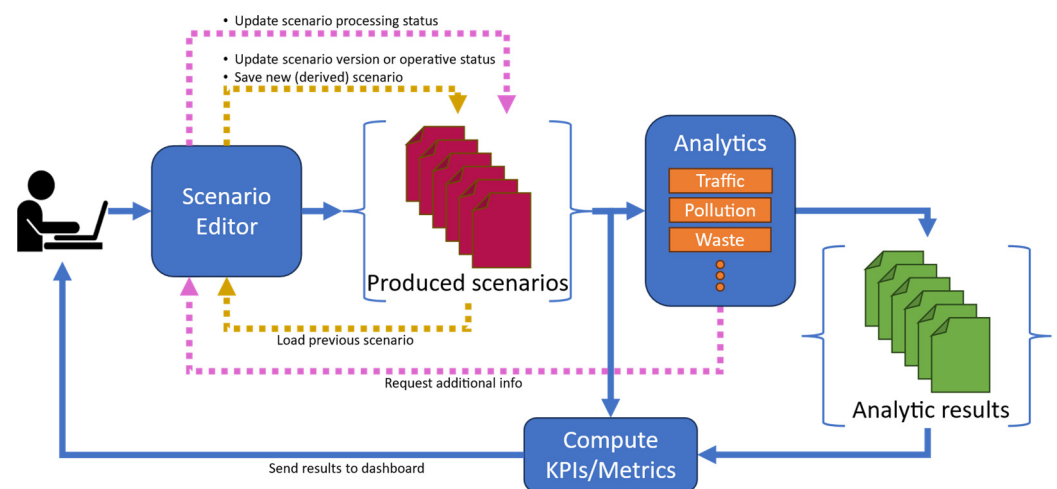 • Update scenario processing status
• Update scenario version or operative status
• Save new (derived) scenario
Scenario
Editor
Produced scenarios
Analytics
Traffic
Pollution
Waste
Load previous scenario
Request additional info
Analytic results
Compute
KPIs/Metrics
Send results to dashboard